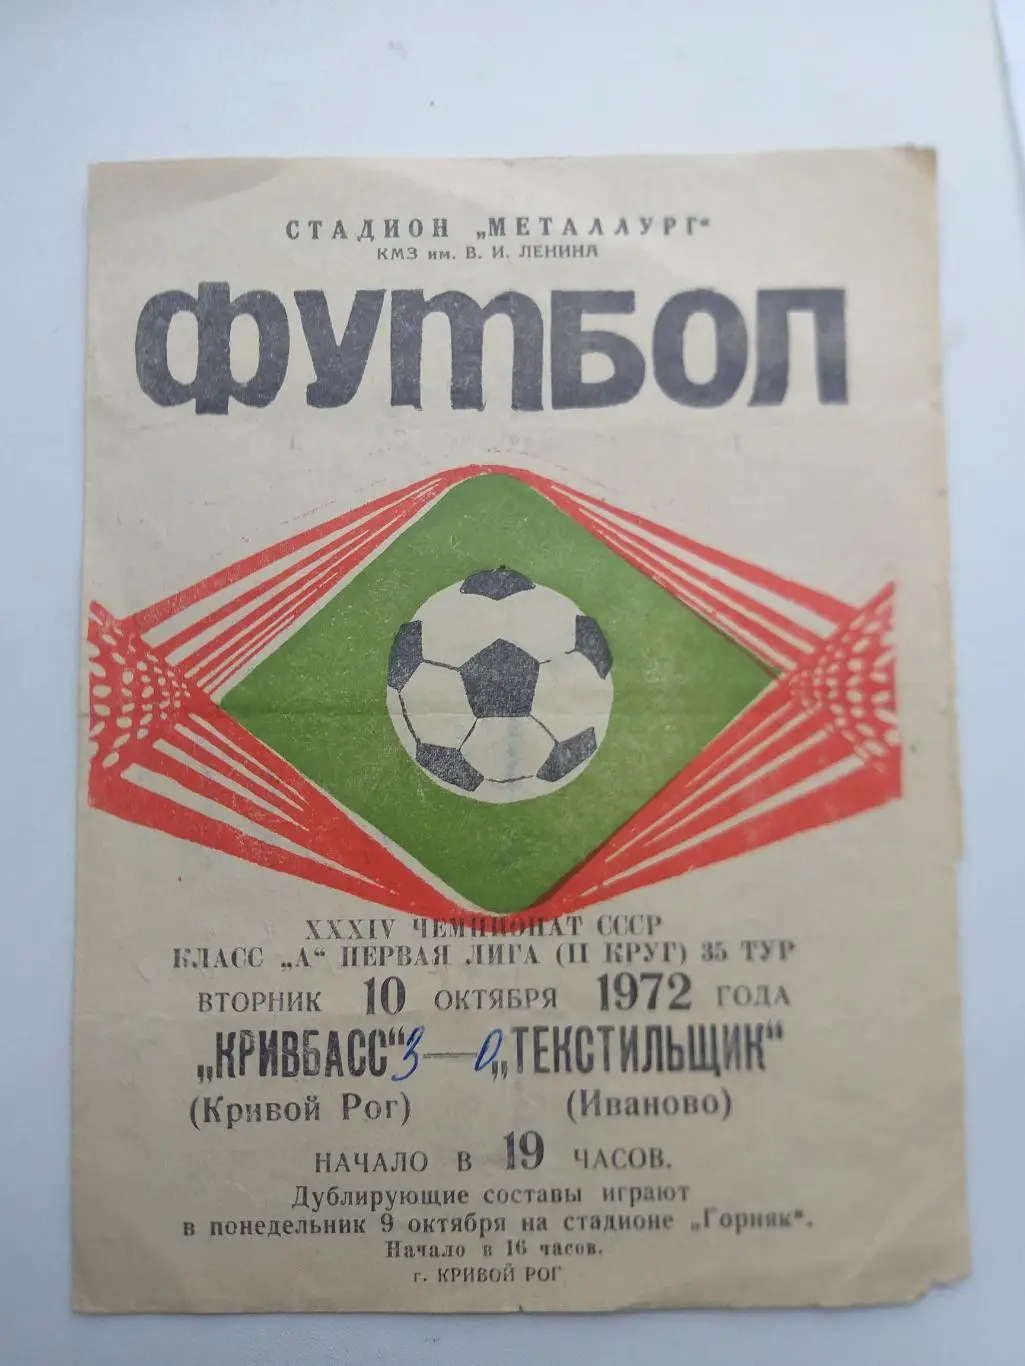 СТАДИОН „МЕТАЛЛУРГ“
КМЗ им. В. И. ЛЕНИНА
ФУТБОЛ
XXXIV ЧЕМПИОНАТ СССР
КЛАСС „А“ ПЕРВАЯ ЛИГА (II КРУГ) 35 ТУР
ВТОРНИК 10 ОКТЯБРЯ 1972 ГОДА
„КРИВБАСС“ 3 — 0 „ТЕКСТИЛЬЩИК“
(Кривой Рог) (Иваново)
НАЧАЛО В 19 ЧАСОВ.
Дублирующие составы играют
в понедельник 9 октября на стадионе „Горняк“.
Начало в 16 часов.
г. КРИВОЙ РОГ